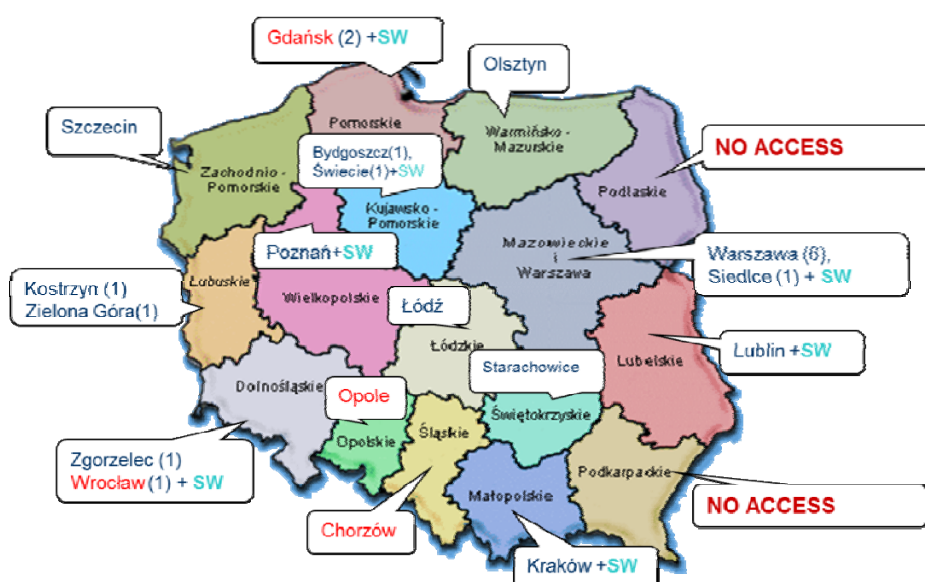 Gdańsk (2) +SW
Olsztyn
Szczecin
Pomorskie
Warmińsko -
Mazurskie
NO ACCESS
Bydgoszcz(1),
Świecie(1)+SW
Zachodnio -
Pomorskie
Podlaskie
Kujawsko -
Pomorskie
Poznań+SW
Mazowieckie
i
Warszawa
Warszawa (6),
Siedlce (1) + SW
Kostrzyn (1)
Zielona Góra(1)
Lubuskie
Wielkopolskie
Łódź
Łódzkie
Lubelskie
Lublin +SW
Starachowice
Dolnośląskie
Opole
Świętokrzyskie
Opolskie
Śląskie
Zgorzelec (1)
Wrocław (1) + SW
Podkarpackie
Małopolskie
NO ACCESS
Chorzów
Kraków +SW